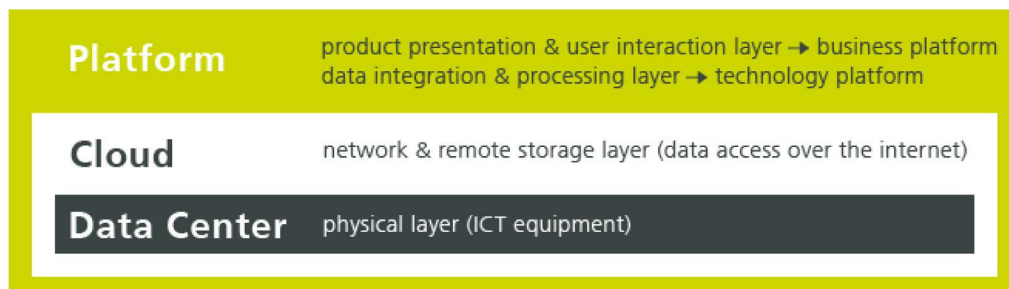 Platform
product presentation & user interaction layer → business platform
data integration & processing layer → technology platform
Cloud
network & remote storage layer (data access over the internet)
Data Center
physical layer (ICT equipment)